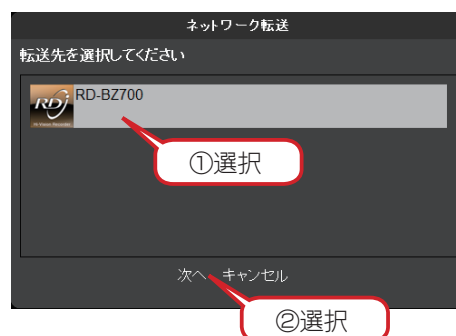 ネットワーク転送
転送先を選択してください
RD-BZ700
RD
①選択
次へ キャンセル
②選択